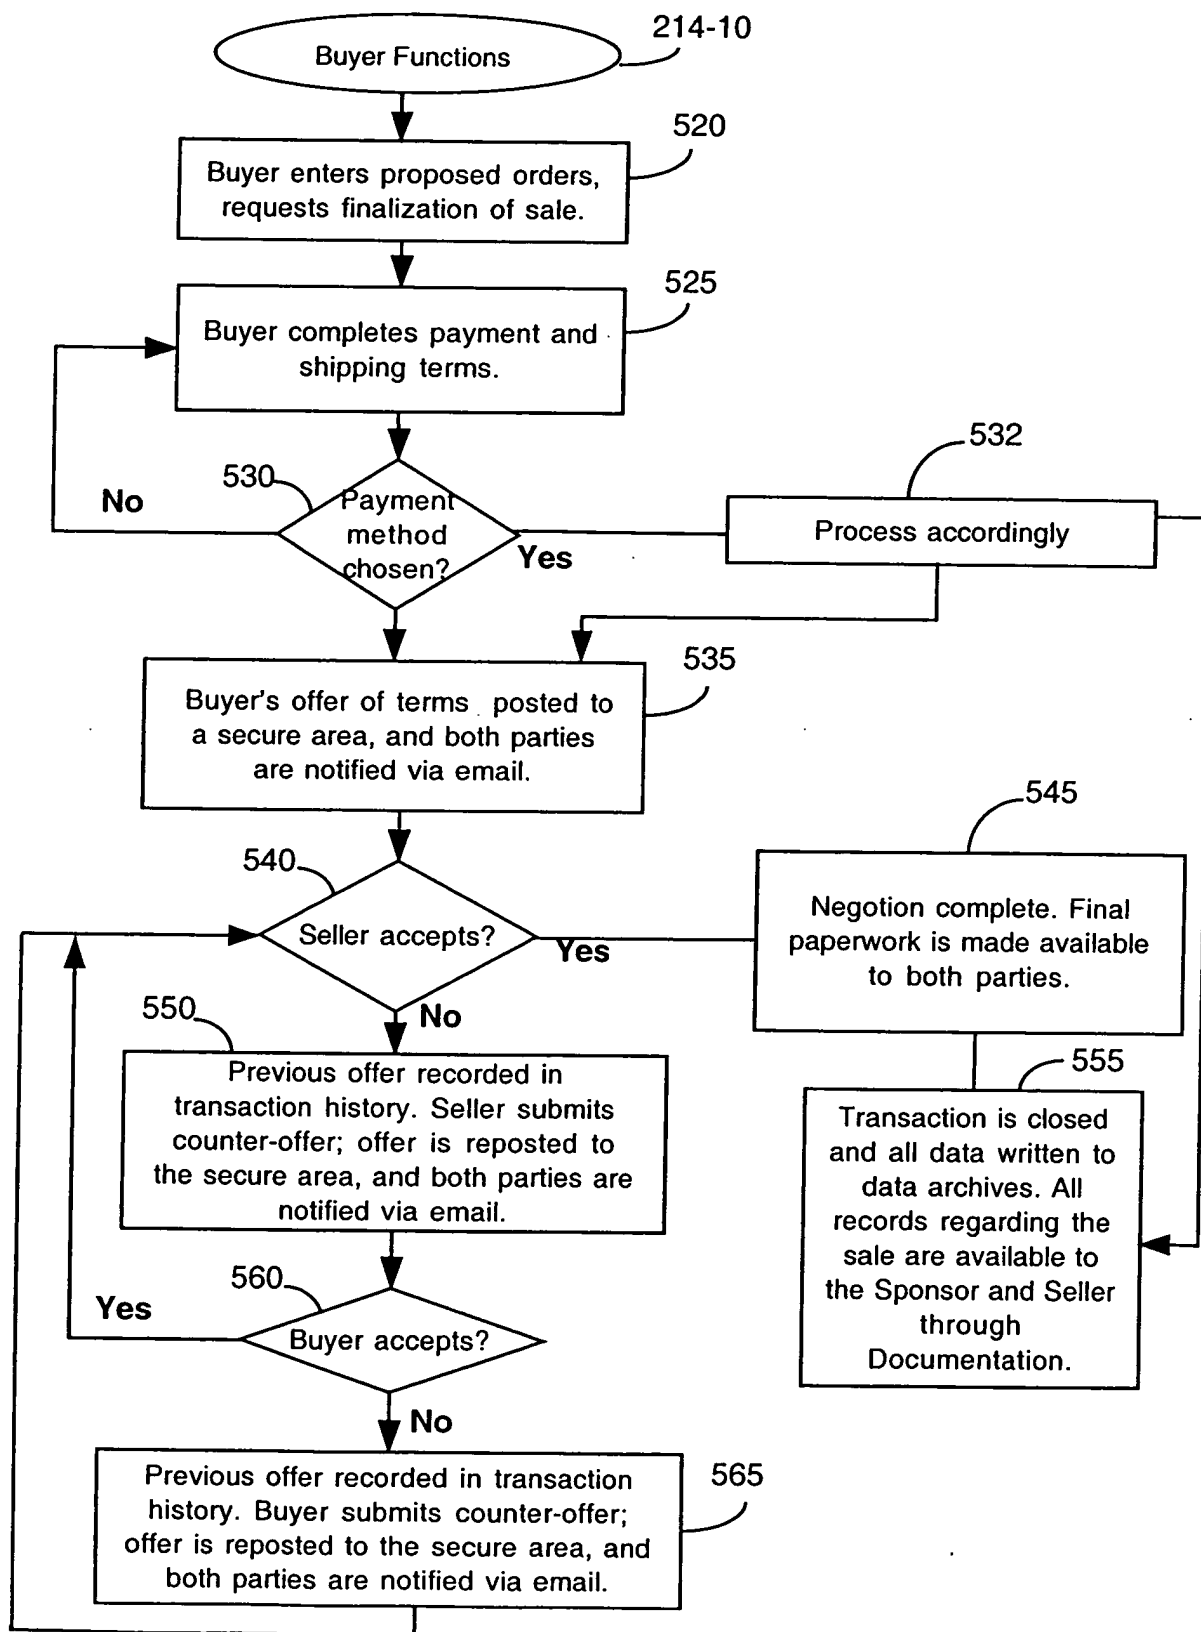 214-10
Buyer Functions
520
Buyer enters proposed orders,
requests finalization of sale.
525
Buyer completes payment and
shipping terms.
532
530
No
Payment
method
chosen?
Yes
Process accordingly
535
Buyer's offer of terms posted to
a secure area, and both parties
are notified via email.
545
540
Seller accepts?
Yes
Negotion complete. Final
paperwork is made available
to both parties.
No
550
Previous offer recorded in
transaction history. Seller submits
counter-offer; offer is reposted to
the secure area, and both parties are
notified via email.
555
Transaction is closed
and all data written to
data archives. All
records regarding the
sale are available to
the Sponsor and Seller
through
Documentation.
560
Yes
Buyer accepts?
No
565
Previous offer recorded in transaction
history. Buyer submits counter-offer;
offer is reposted to the secure area, and
both parties are notified via email.